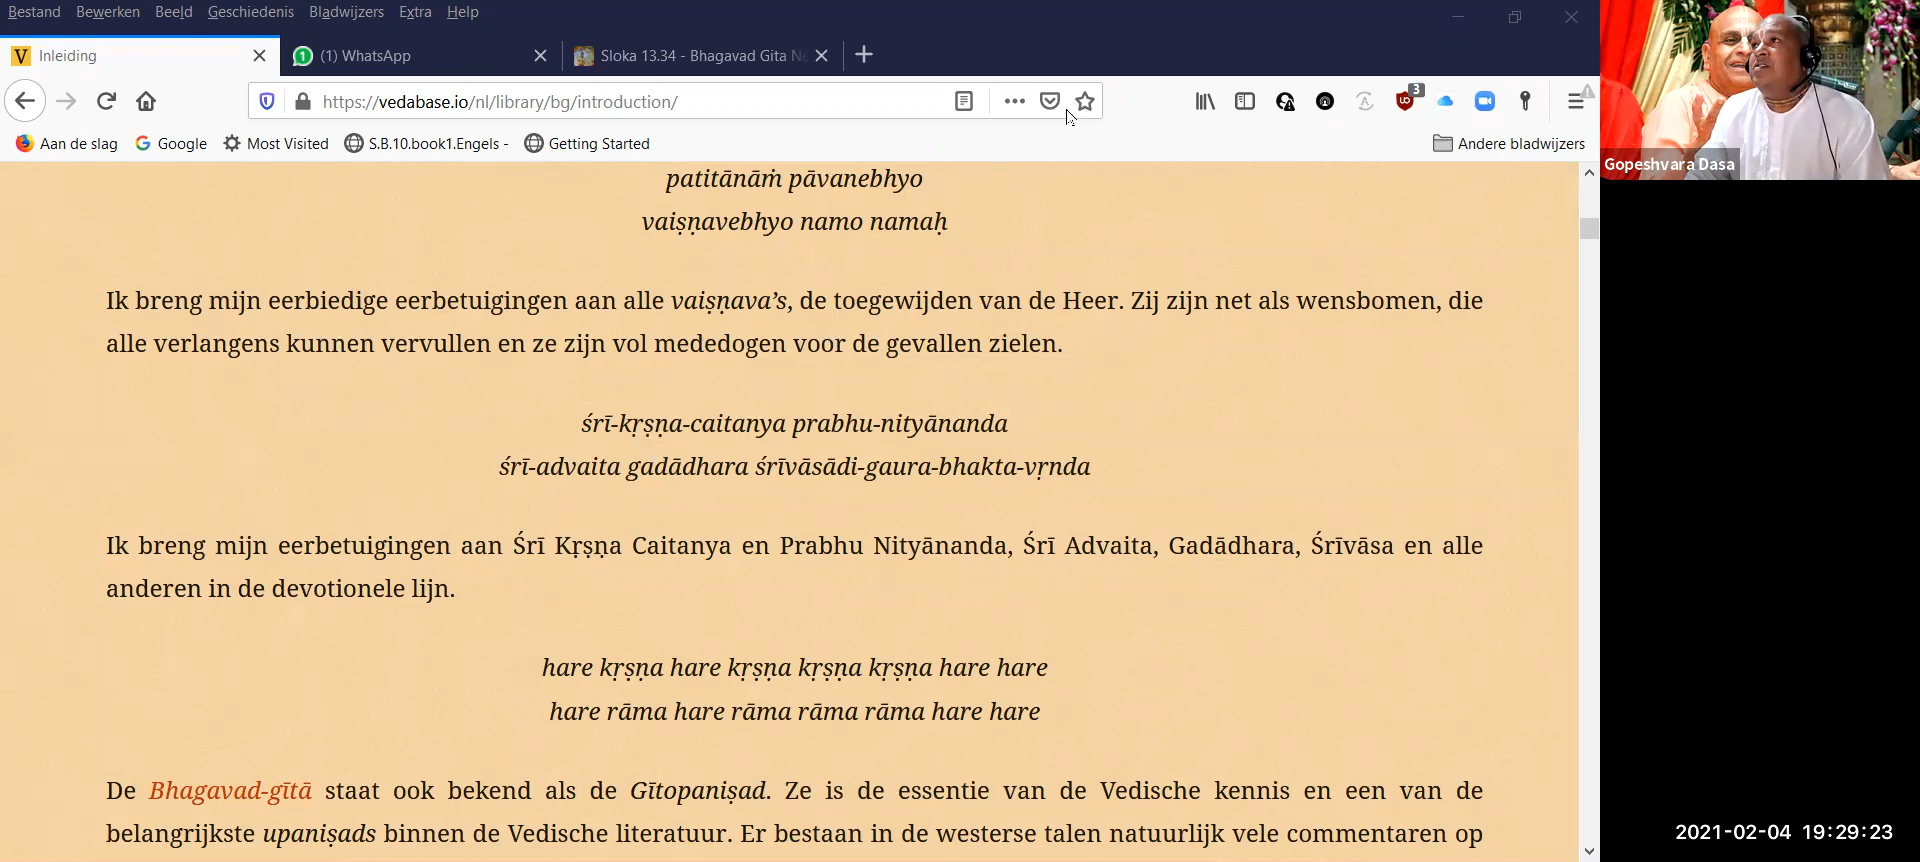 Bestand Bewerken Beeld Geschiedenis Bladwijzers Extra Help
V Inleiding
1 (1) WhatsApp
Sloka 13.34 - Bhagavad Gita Ne
https://vedabase.io/nl/library/bg/introduction/
3
Aan de slag Google Most Visited S.B.10.book1.Engels - Getting Started Andere bladwijzers
Gopeshvara Dasa
patitānāṁ pāvanebhyo
vaiṣṇavebhyo namo namaḥ
Ik breng mijn eerbiedige eerbetuigingen aan alle vaiṣṇava’s, de toegewijden van de Heer. Zij zijn net als wensbomen, die
alle verlangens kunnen vervullen en ze zijn vol mededogen voor de gevallen zielen.
śrī-kṛṣṇa-caitanya prabhu-nityānanda
śrī-advaita gadādhara śrīvāsādi-gaura-bhakta-vṛnda
Ik breng mijn eerbetuigingen aan Śrī Kṛṣṇa Caitanya en Prabhu Nityānanda, Śrī Advaita, Gadādhara, Śrīvāsa en alle
anderen in de devotionele lijn.
hare kṛṣṇa hare kṛṣṇa kṛṣṇa kṛṣṇa hare hare
hare rāma hare rāma rāma rāma hare hare
De Bhagavad-gītā staat ook bekend als de Gītopaniṣad. Ze is de essentie van de Vedische kennis en een van de
belangrijkste upaniṣads binnen de Vedische literatuur. Er bestaan in de westerse talen natuurlijk vele commentaren op
2021-02-04 19:29:23